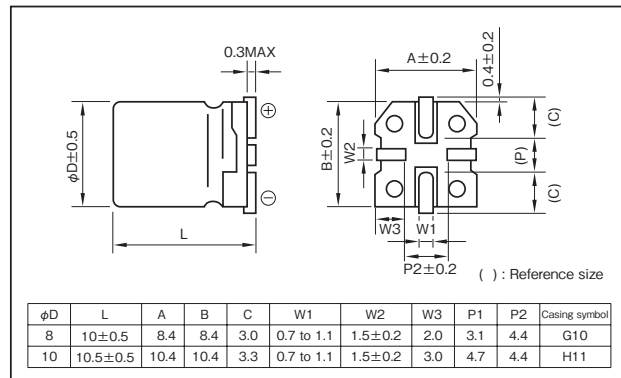 0.3MAX
A±0.2
0.4±0.2
φD±0.5
⊕
⊖
L
B±0.2
W2
(C)
(P)
(C)
W3
W1
P2±0.2
( ) : Reference size
φD L A B C W1 W2 W3 P1 P2 Casing symbol
8 10±0.5 8.4 8.4 3.0 0.7 to 1.1 1.5±0.2 2.0 3.1 4.4 G10
10 10.5±0.5 10.4 10.4 3.3 0.7 to 1.1 1.5±0.2 3.0 4.7 4.4 H11